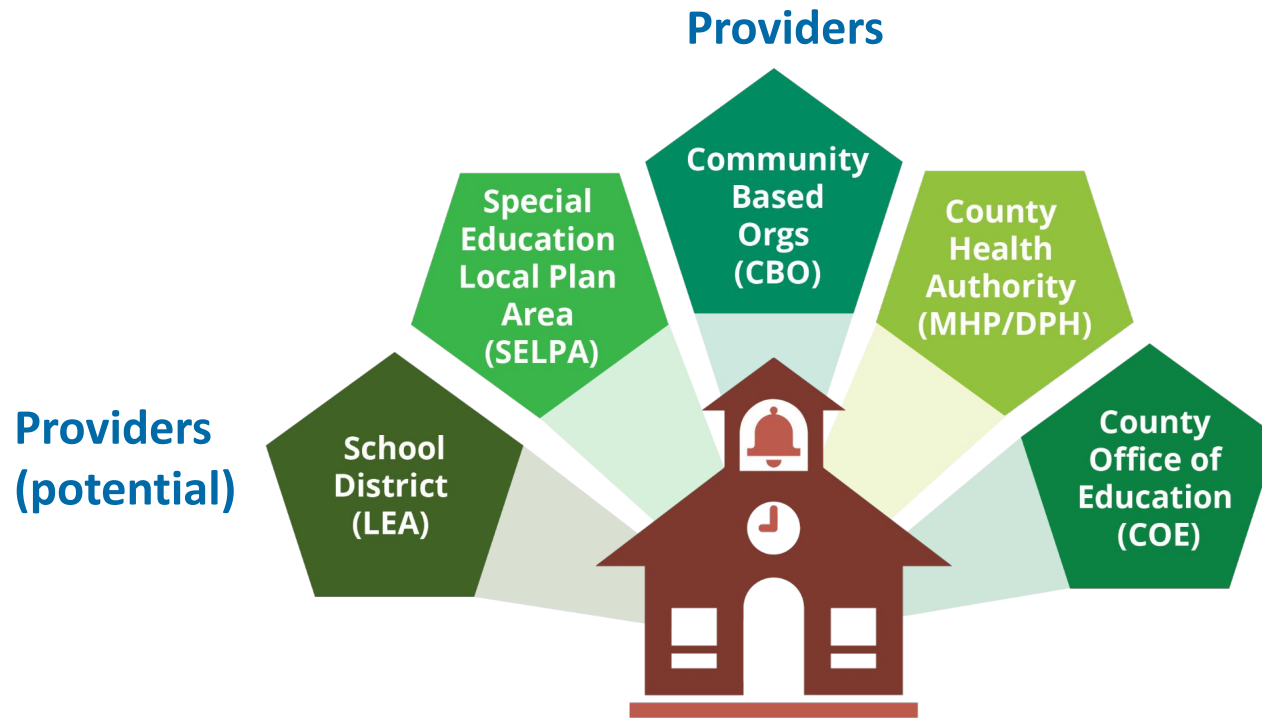 Providers
Community
Based
Orgs
(CBO)
Special
Education
Local Plan
Area
(SELPA)
County
Health
Authority
(MHP/DPH)
Providers
(potential)
School
District
(LEA)
County
Office of
Education
(COE)